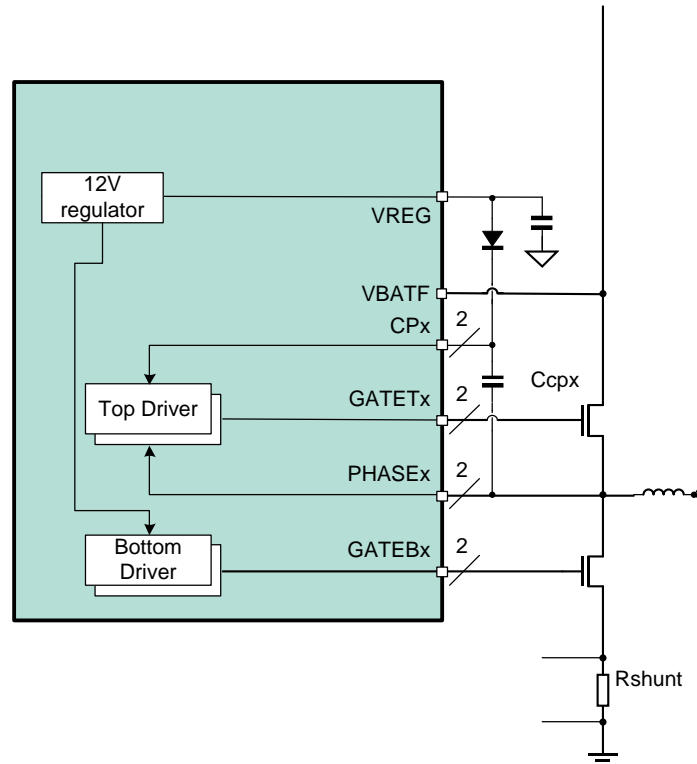 12V
regulator
VREG
VBATF
CPx
2
Top Driver
GATETx
2
Ccpx
PHASEx
2
Bottom
Driver
GATEBx
2
Rshunt